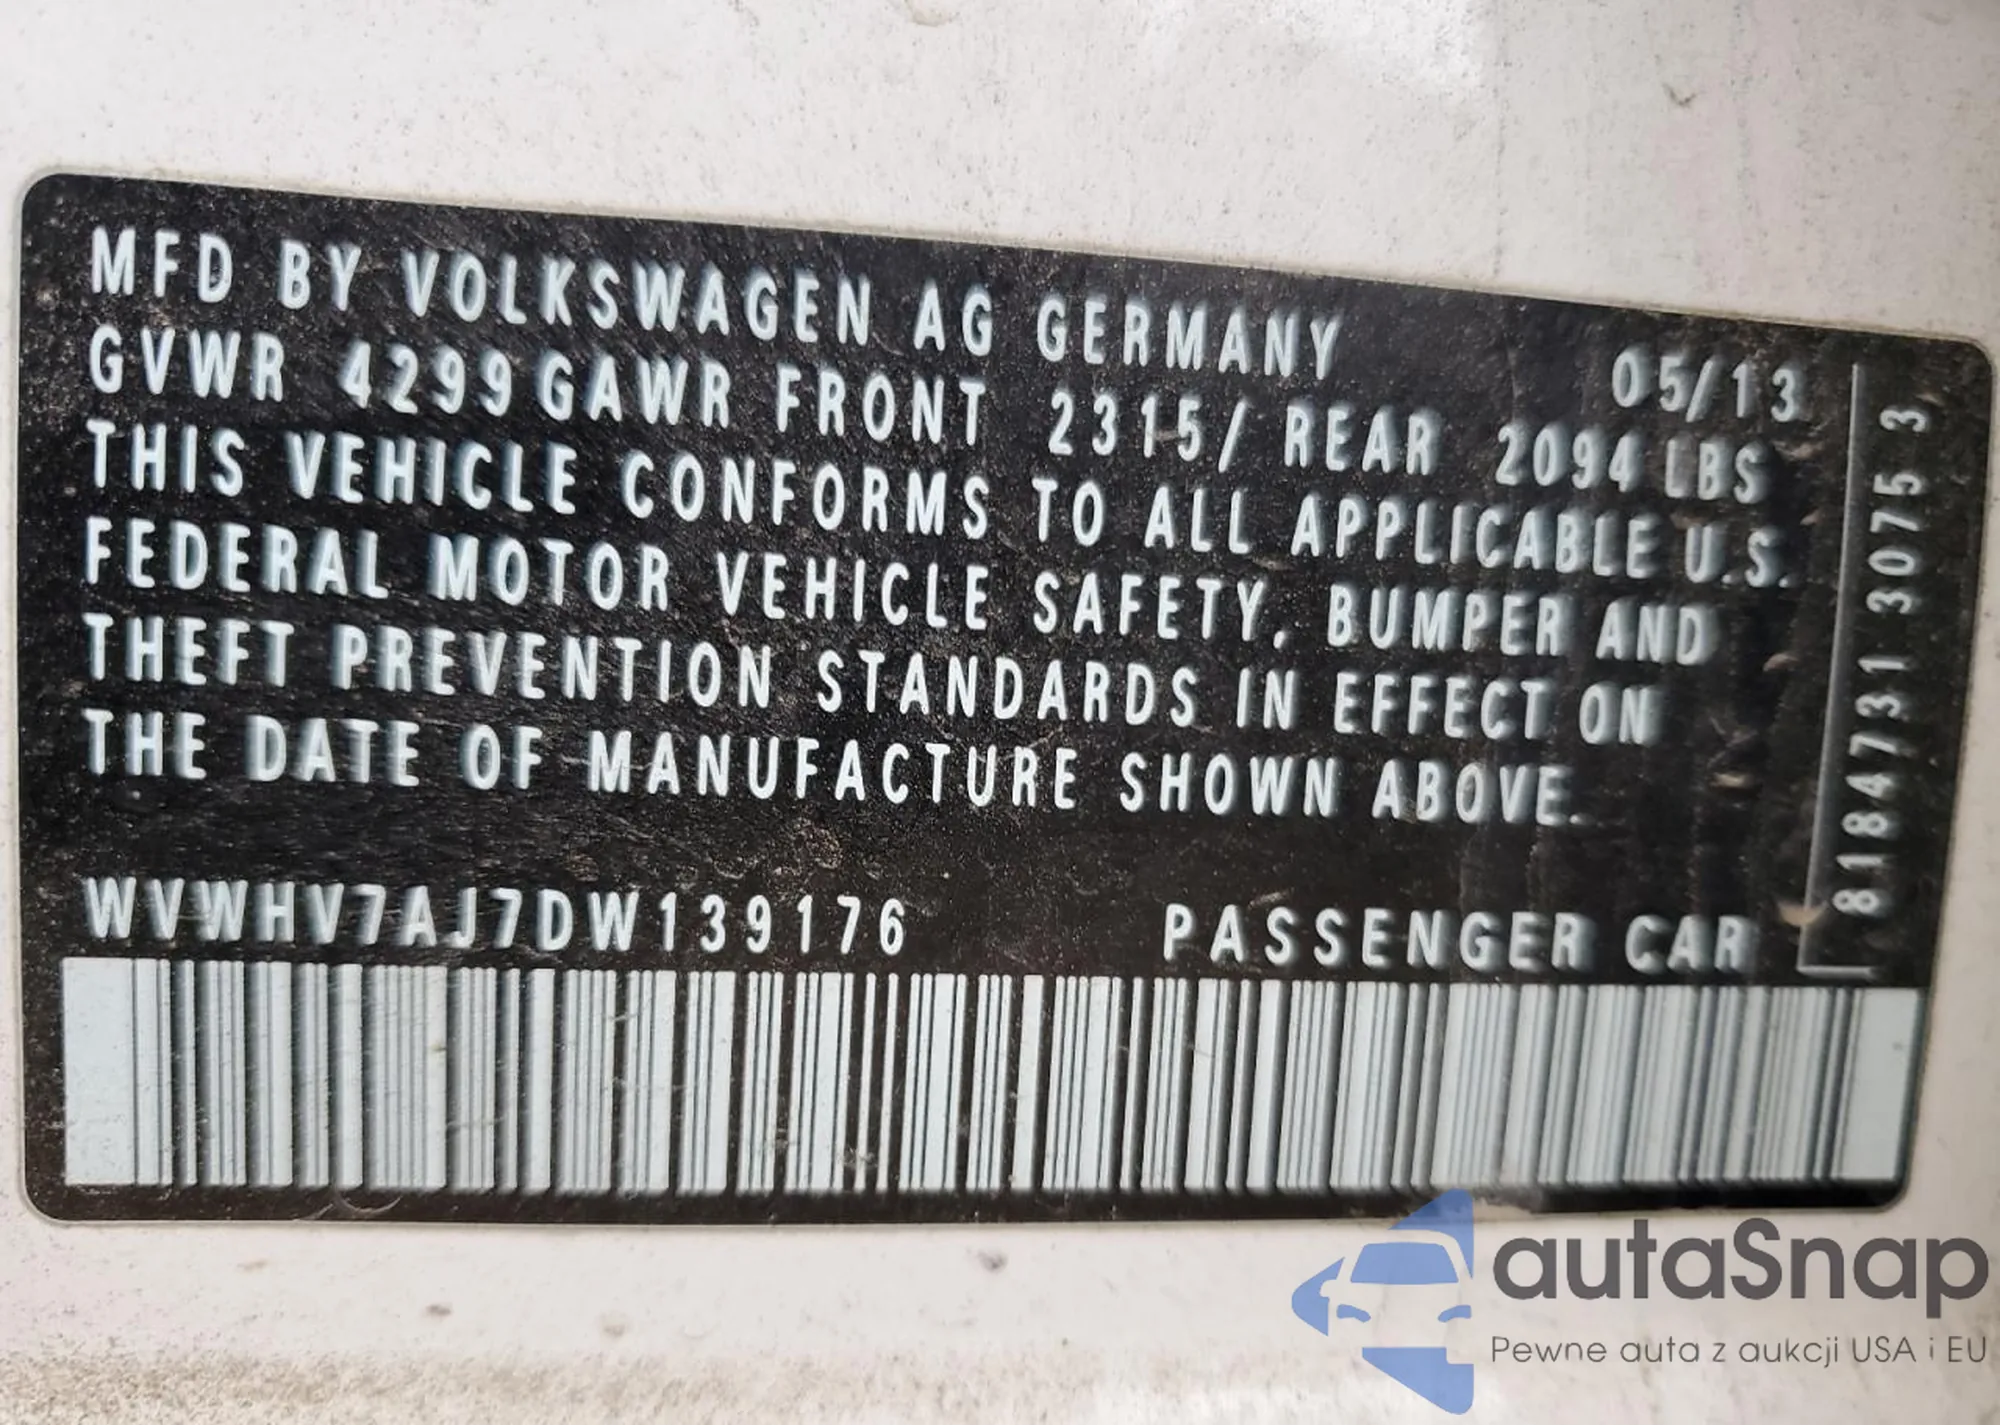 MFD BY VOLKSWAGEN AG GERMANY 05/13
GVWR 4299 GAWR FRONT 2315/ REAR 2094 LBS
THIS VEHICLE CONFORMS TO ALL APPLICABLE U.S.
FEDERAL MOTOR VEHICLE SAFETY, BUMPER AND
THEFT PREVENTION STANDARDS IN EFFECT ON
THE DATE OF MANUFACTURE SHOWN ABOVE.
WVWHV7AJ7DW139176 PASSENGER CAR
8184731 3075 3
autaSnap
Pewne auta z aukcji USA i EU